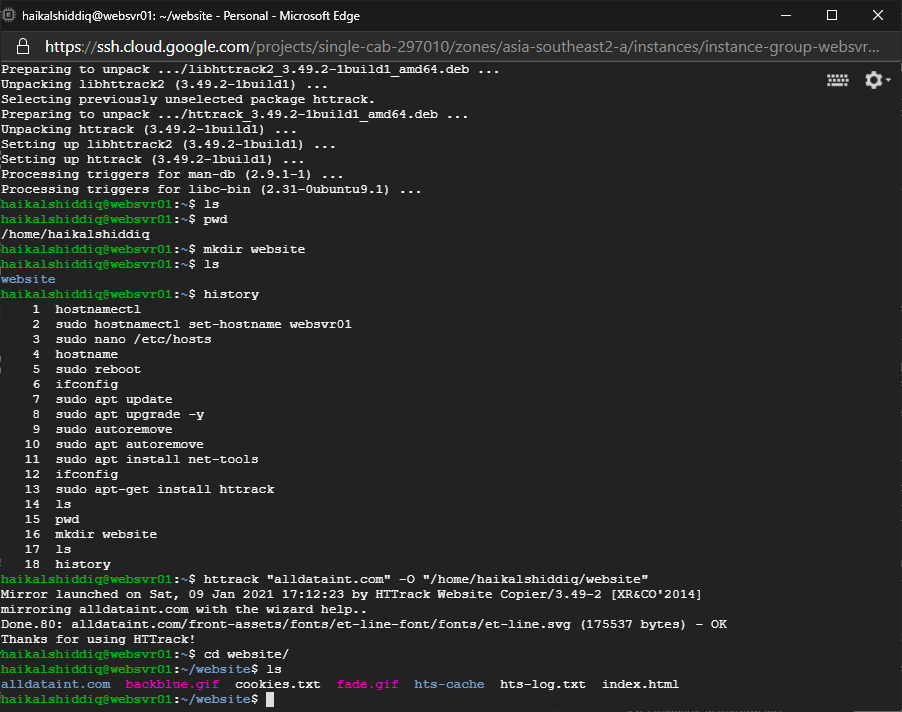 haikalshiddiq@websvr01: ~/website - Personal - Microsoft Edge
https://ssh.cloud.google.com/projects/single-cab-297010/zones/asia-southeast2-a/instances/instance-group-websvr...
Preparing to unpack .../libhttrack2_3.49.2-1build1_amd64.deb ...
Unpacking libhttrack2 (3.49.2-1build1) ...
Selecting previously unselected package httrack.
Preparing to unpack .../httrack_3.49.2-1build1_amd64.deb ...
Unpacking httrack (3.49.2-1build1) ...
Setting up libhttrack2 (3.49.2-1build1) ...
Setting up httrack (3.49.2-1build1) ...
Processing triggers for man-db (2.9.1-1) ...
Processing triggers for libc-bin (2.31-0ubuntu9.1) ...
haikalshiddiq@websvr01:~$ ls
haikalshiddiq@websvr01:~$ pwd
/home/haikalshiddiq
haikalshiddiq@websvr01:~$ mkdir website
haikalshiddiq@websvr01:~$ ls
website
haikalshiddiq@websvr01:~$ history
1 hostnamectl
2 sudo hostnamectl set-hostname websvr01
3 sudo nano /etc/hosts
4 hostname
5 sudo reboot
6 ifconfig
7 sudo apt update
8 sudo apt upgrade -y
9 sudo autoremove
10 sudo apt autoremove
11 sudo apt install net-tools
12 ifconfig
13 sudo apt-get install httrack
14 ls
15 pwd
16 mkdir website
17 ls
18 history
haikalshiddiq@websvr01:~$ httrack "alldataint.com" -O "/home/haikalshiddiq/website"
Mirror launched on Sat, 09 Jan 2021 17:12:23 by HTTrack Website Copier/3.49-2 [XR&CO'2014]
mirroring alldataint.com with the wizard help..
Done.80: alldataint.com/front-assets/fonts/et-line-font/fonts/et-line.svg (175537 bytes) - OK
Thanks for using HTTrack!
haikalshiddiq@websvr01:~$ cd website/
haikalshiddiq@websvr01:~/website$ ls
alldataint.com backblue.gif cookies.txt fade.gif hts-cache hts-log.txt index.html
haikalshiddiq@websvr01:~/website$